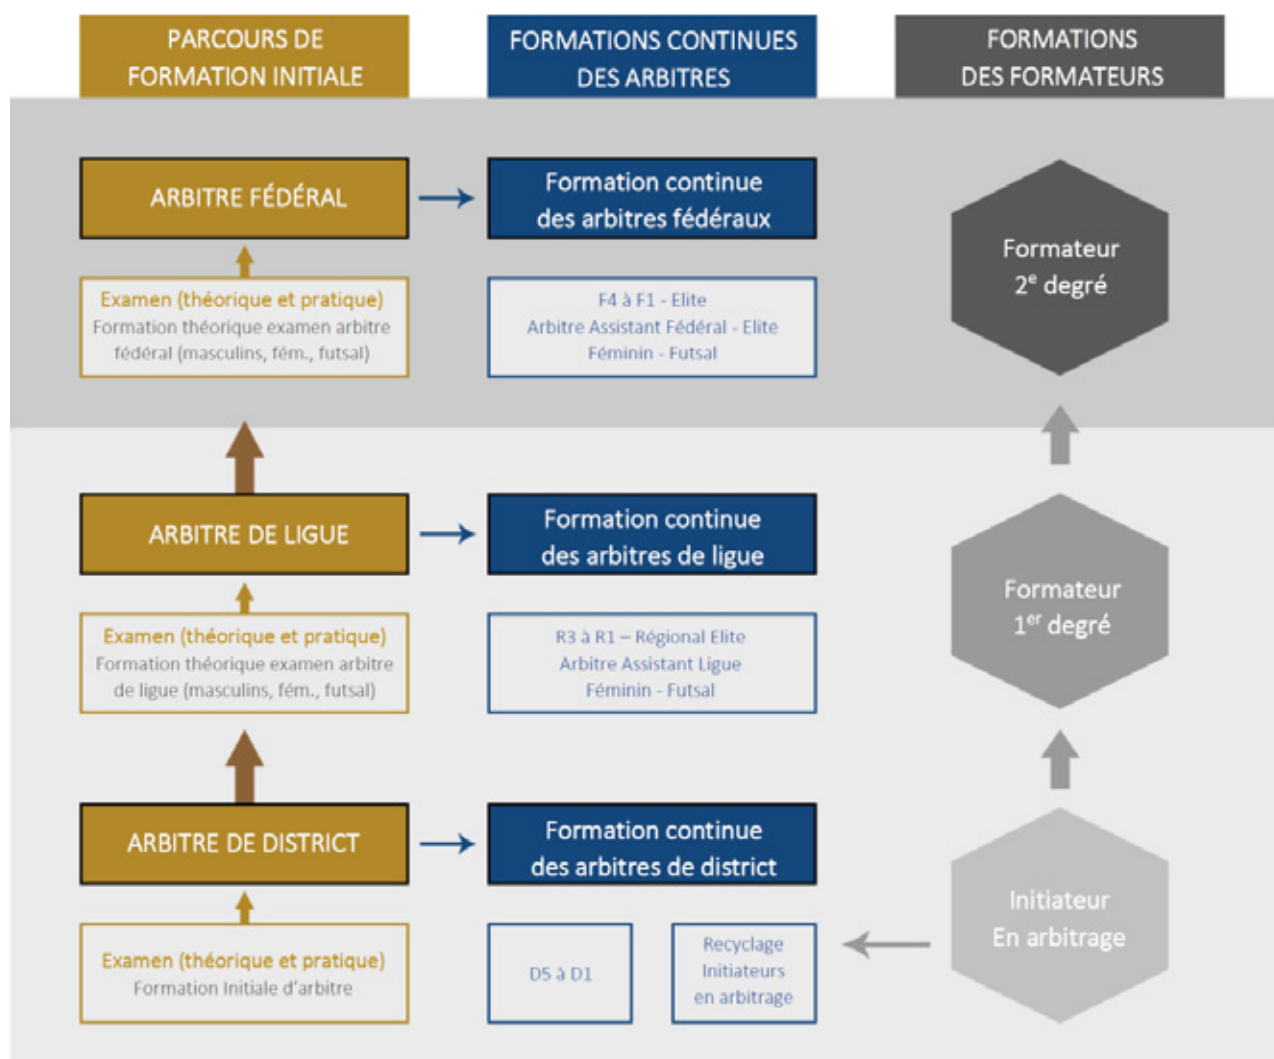 PARCOURS DE
FORMATION INITIALE
FORMATIONS CONTINUES
DES ARBITRES
FORMATIONS
DES FORMATEURS
ARBITRE FÉDÉRAL
Formation continue
des arbitres fédéraux
Formateur
2e degré
Examen (théorique et pratique)
Formation théorique examen arbitre
fédéral (masculins, fém., futsal)
F4 à F1 - Elite
Arbitre Assistant Fédéral - Elite
Féminin - Futsal
ARBITRE DE LIGUE
Formation continue
des arbitres de ligue
Formateur
1er degré
Examen (théorique et pratique)
Formation théorique examen arbitre
de ligue (masculins, fém., futsal)
R3 à R1 – Régional Elite
Arbitre Assistant Ligue
Féminin - Futsal
ARBITRE DE DISTRICT
Formation continue
des arbitres de district
Initiateur
En arbitrage
Examen (théorique et pratique)
Formation Initiale d'arbitre
D5 à D1
Recyclage
Initiateurs
en arbitrage